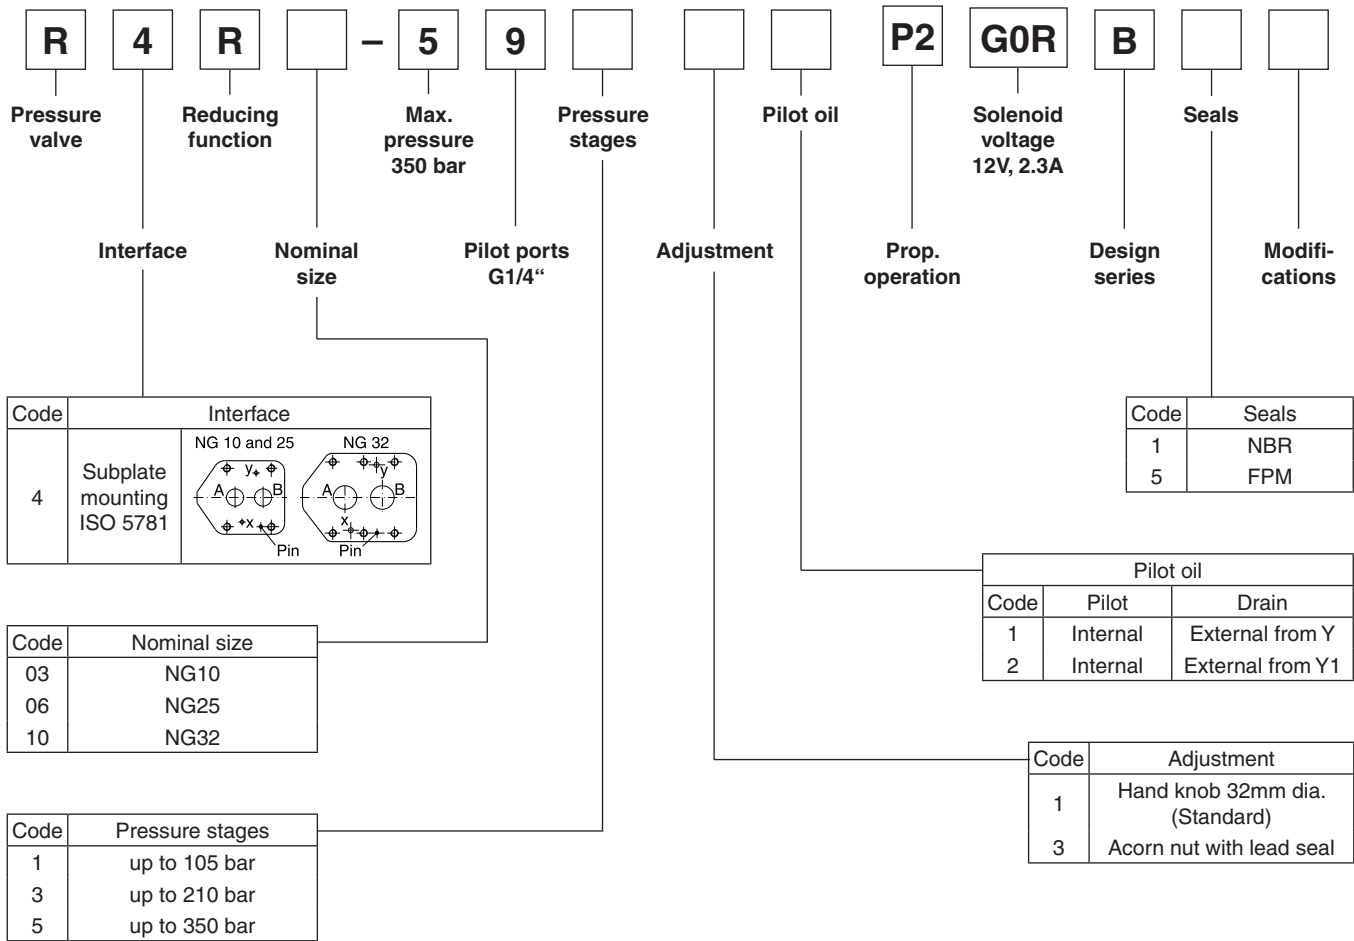 R 4 R – 5 9 P2 G0R B
Pressure
valve
Reducing
function
Max.
pressure
350 bar
Pressure
stages
Pilot oil
Solenoid
voltage
12V, 2.3A
Seals
Interface
Nominal
size
Pilot ports
G1/4“
Adjustment
Prop.
operation
Design
series
Modifi-
cations
Code Interface
4
Subplate
mounting
ISO 5781
NG 10 and 25
y
A B
x
Pin
NG 32
y
A B
x
Pin
Code Seals
1 NBR
5 FPM
Pilot oil
Code Pilot Drain
1 Internal External from Y
2 Internal External from Y1
Code Nominal size
03 NG10
06 NG25
10 NG32
Code Adjustment
1 Hand knob 32mm dia.
(Standard)
3 Acorn nut with lead seal
Code Pressure stages
1 up to 105 bar
3 up to 210 bar
5 up to 350 bar